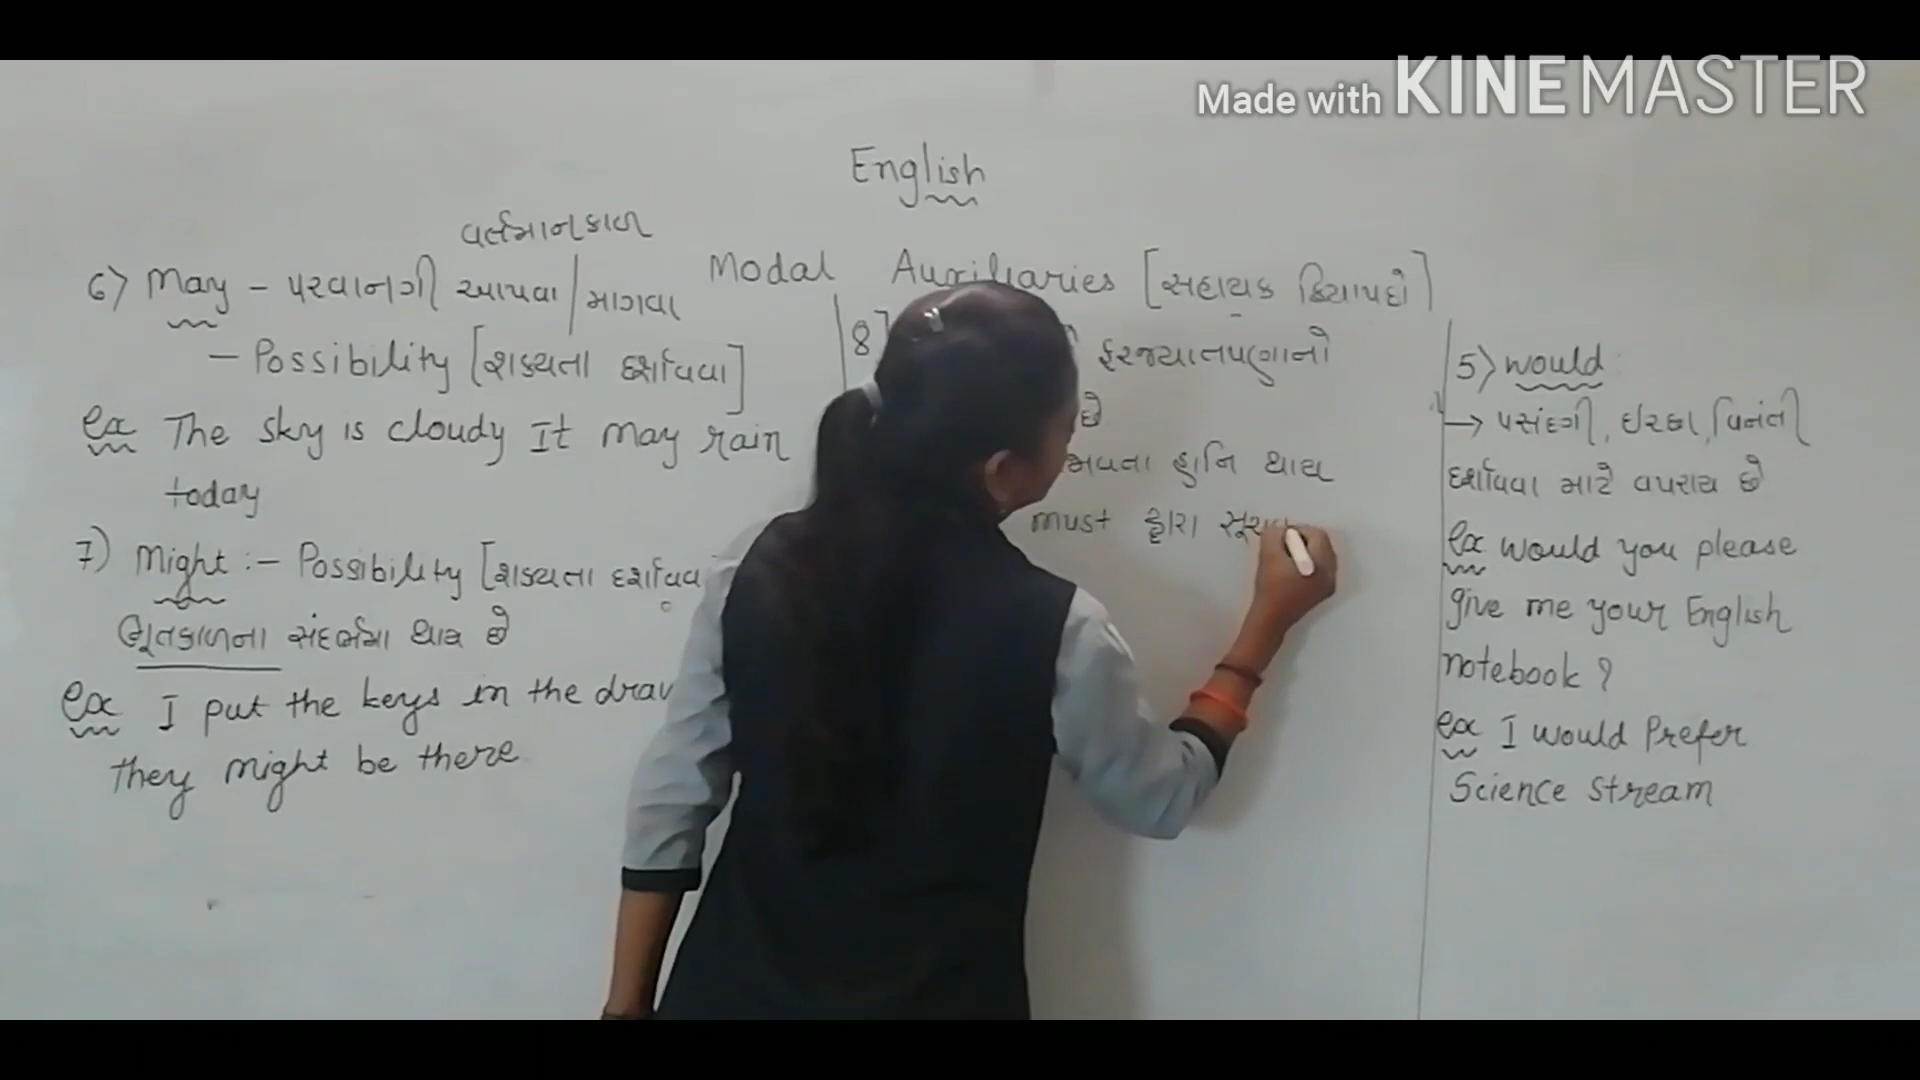 Made with KINEMASTER
English
Modal Auxiliaries [સહાયક ક્રિયાપદો]
વર્તમાનકાળ
6) May - પરવાનગી આપવા / માગવા
- Possibility [શક્યતા દર્શાવવા]
ex The sky is cloudy It may rain
today
7) Might :- Possibility [શક્યતા દર્શાવવ
ભૂતકાળના સંદર્ભમા થાય છે
ex I put the keys in the draw
they might be there
8]
ફરજ્યાતપણાનો
છે
હાનિ થાય
must દ્વારા
5) would
→ પસંદગી, ઇચ્છા, વિનંતી
દર્શાવવા માટે વપરાય છે
ex would you please
give me your English
notebook ?
ex I would Prefer
Science Stream